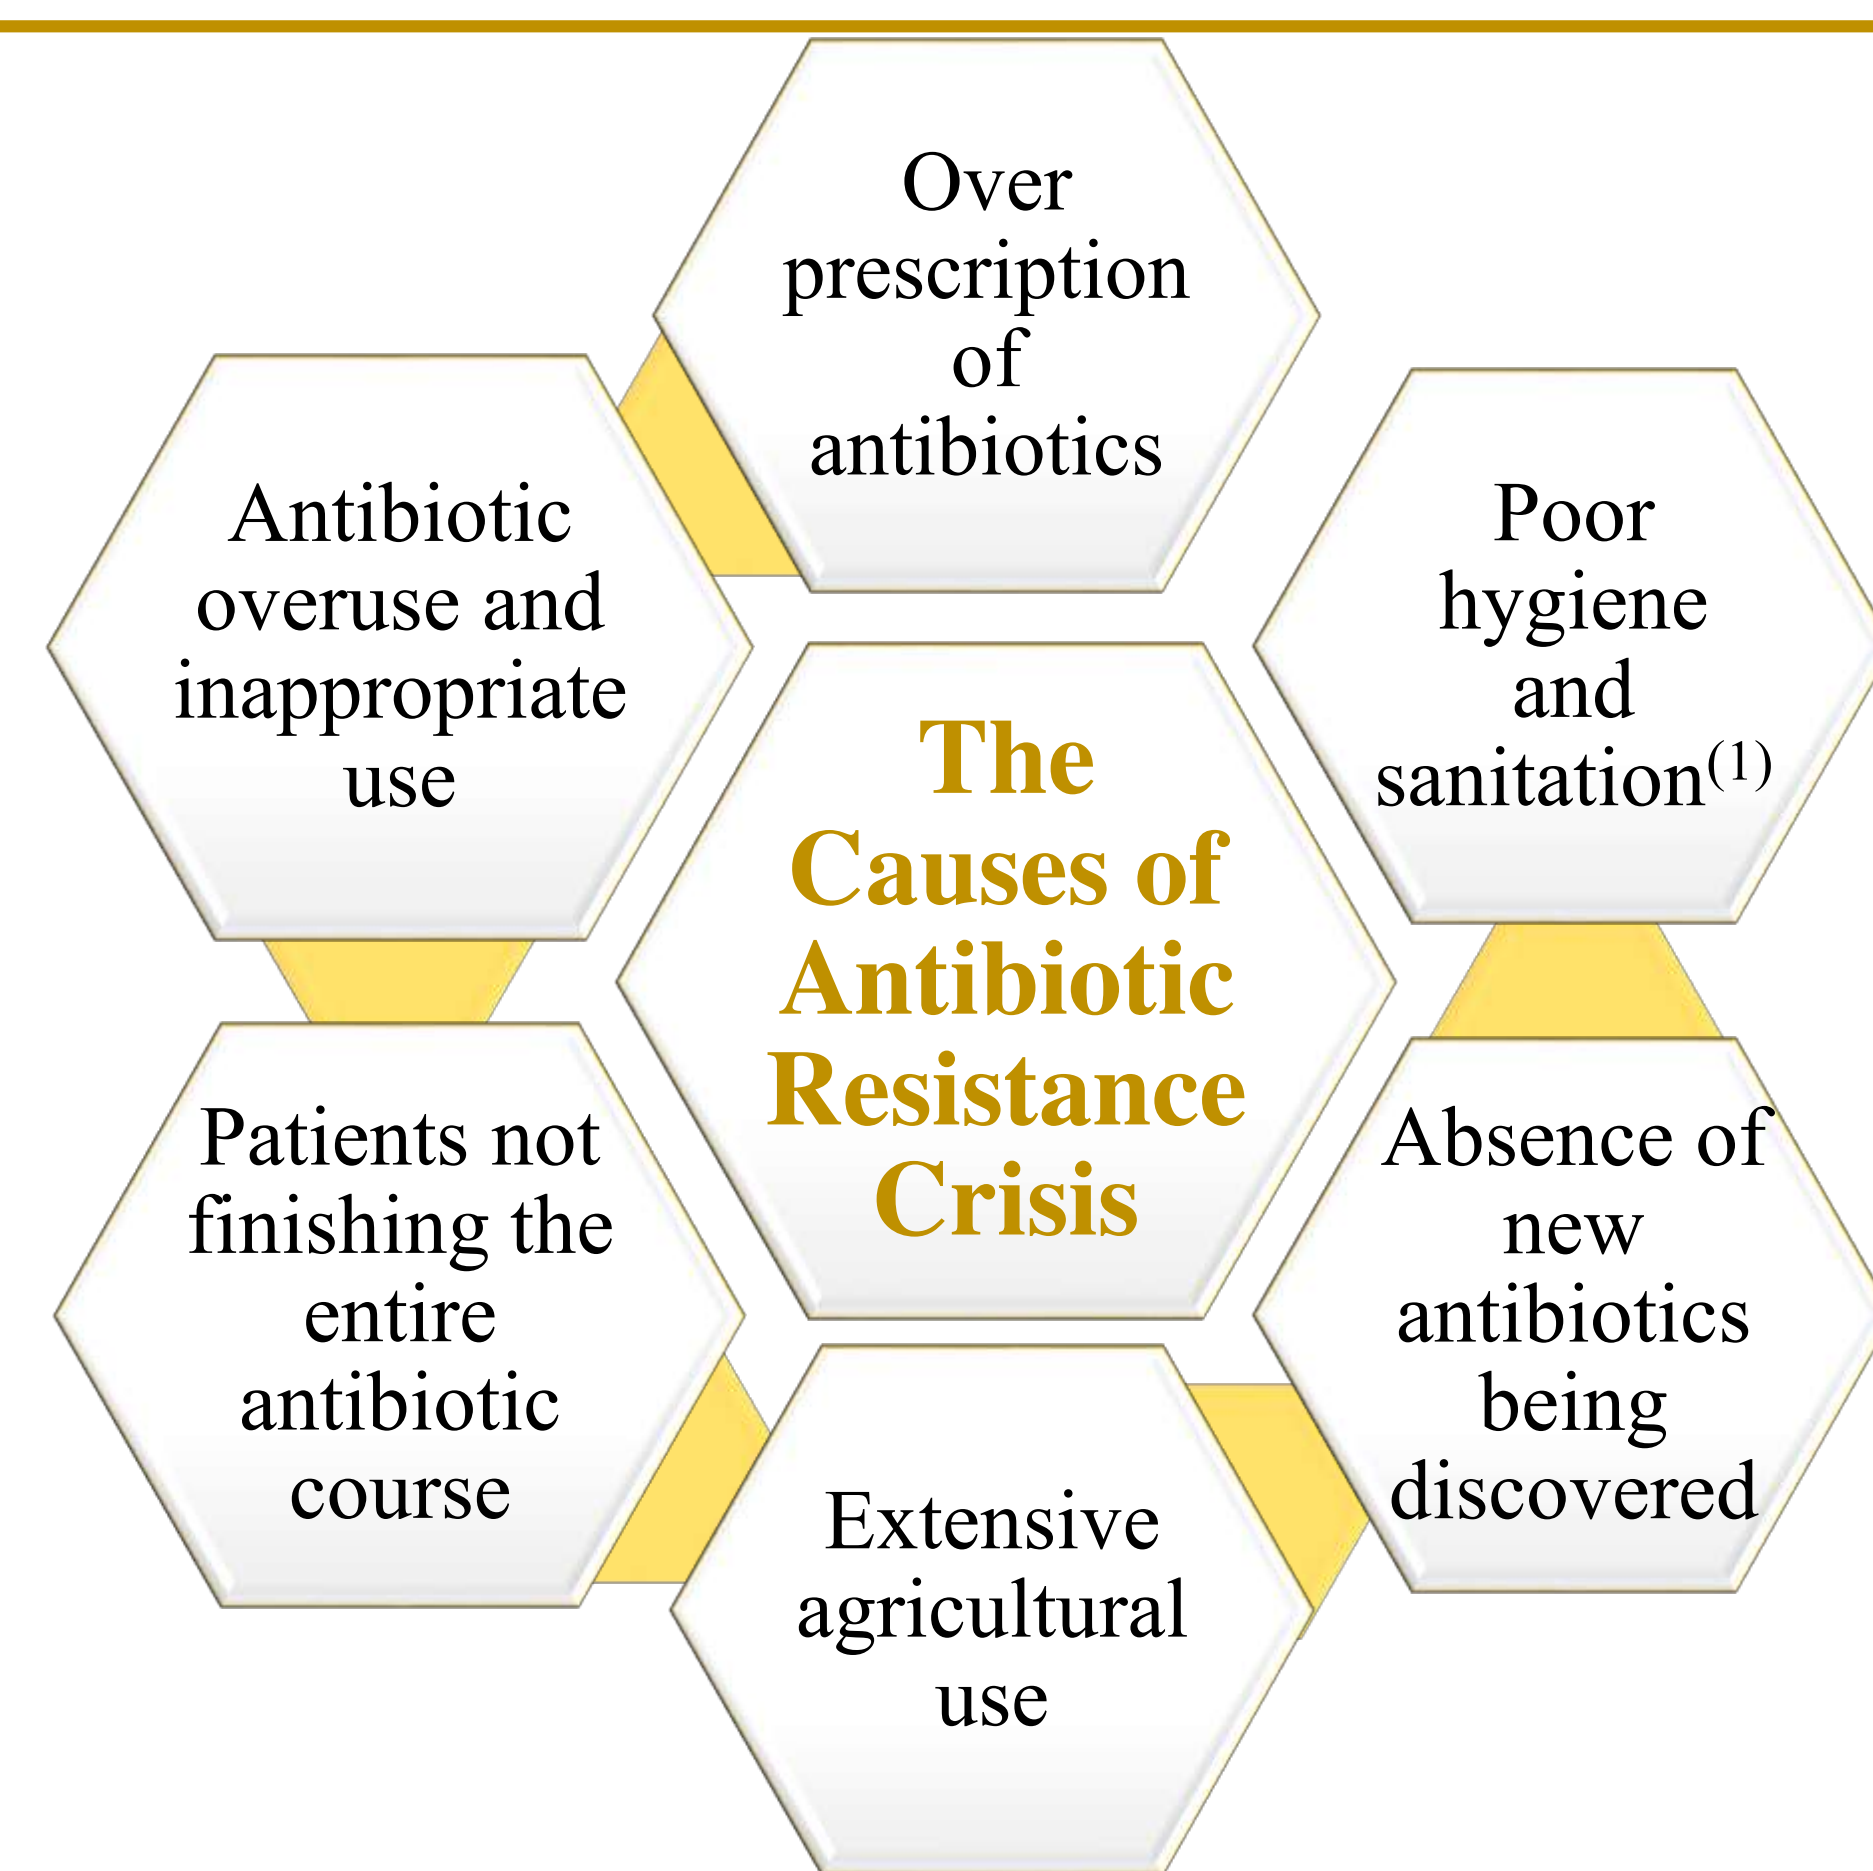 Over
prescription
of
antibiotics
Antibiotic
overuse and
inappropriate
use
Poor
hygiene
and
sanitation(1)
The
Causes of
Antibiotic
Resistance
Crisis
Patients not
finishing the
entire
antibiotic
course
Absence of
new
antibiotics
being
discovered
Extensive
agricultural
use